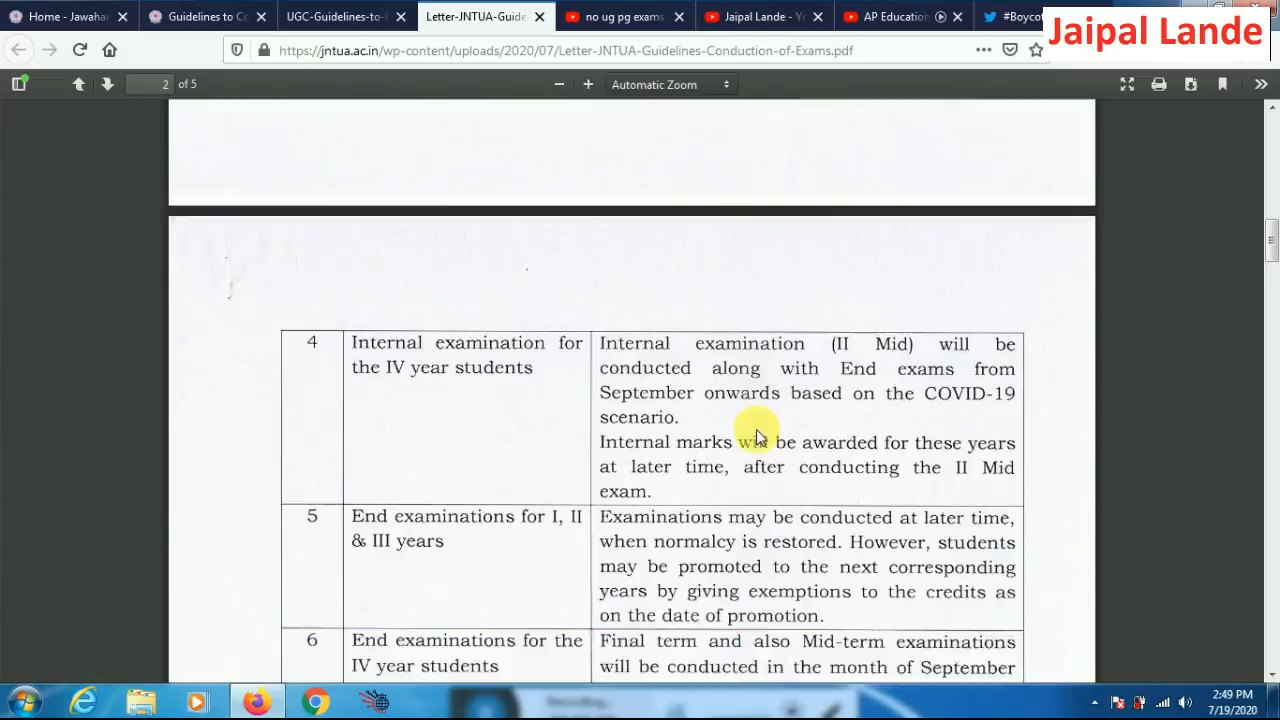 Home - Jawahar
Guidelines to Co
UGC-Guidelines-to-
Letter-JNTUA-Guide
no ug pg exams
Jaipal Lande - Yo
AP Education
#Boycot
Jaipal Lande
https://jntua.ac.in/wp-content/uploads/2020/07/Letter-JNTUA-Guidelines-Conduction-of-Exams.pdf
2 of 5
Automatic Zoom
4 Internal examination for Internal examination (II Mid) will be
the IV year students conducted along with End exams from
September onwards based on the COVID-19
scenario.
Internal marks will be awarded for these years
at later time, after conducting the II Mid
exam.
5 End examinations for I, II Examinations may be conducted at later time,
& III years when normalcy is restored. However, students
may be promoted to the next corresponding
years by giving exemptions to the credits as
on the date of promotion.
6 End examinations for the Final term and also Mid-term examinations
IV year students will be conducted in the month of September
2:49 PM
7/19/2020